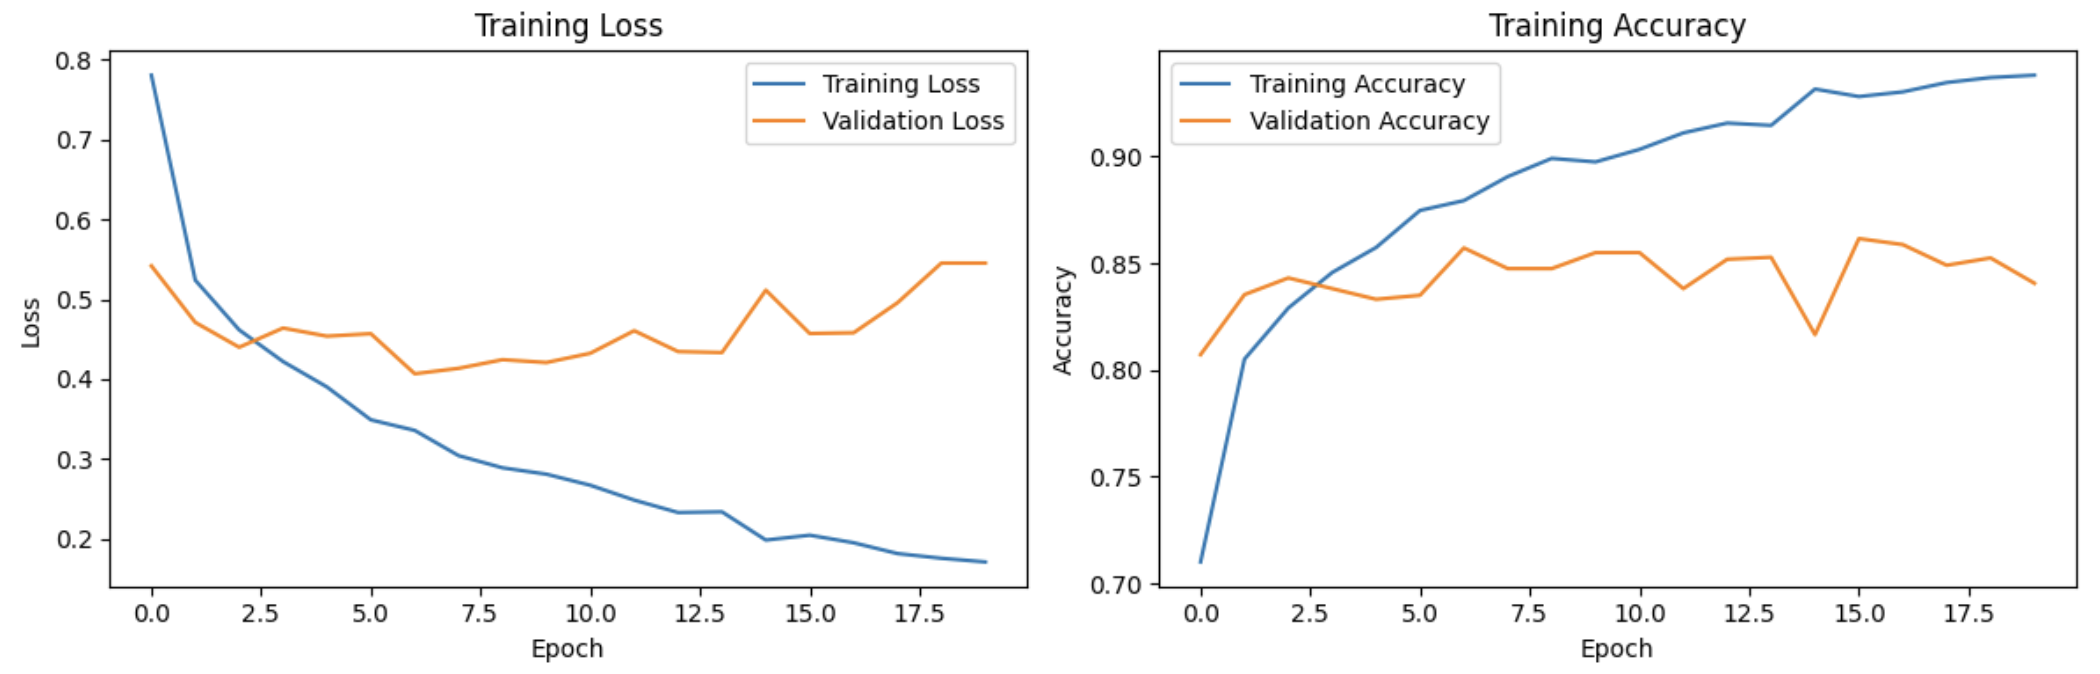 Training Loss
0.8
0.7
0.6
0.5
0.4
0.3
0.2
Loss
Training Loss
Validation Loss
0.0 2.5 5.0 7.5 10.0 12.5 15.0 17.5
Epoch
Training Accuracy
0.90
0.85
0.80
0.75
0.70
Accuracy
Training Accuracy
Validation Accuracy
0.0 2.5 5.0 7.5 10.0 12.5 15.0 17.5
Epoch